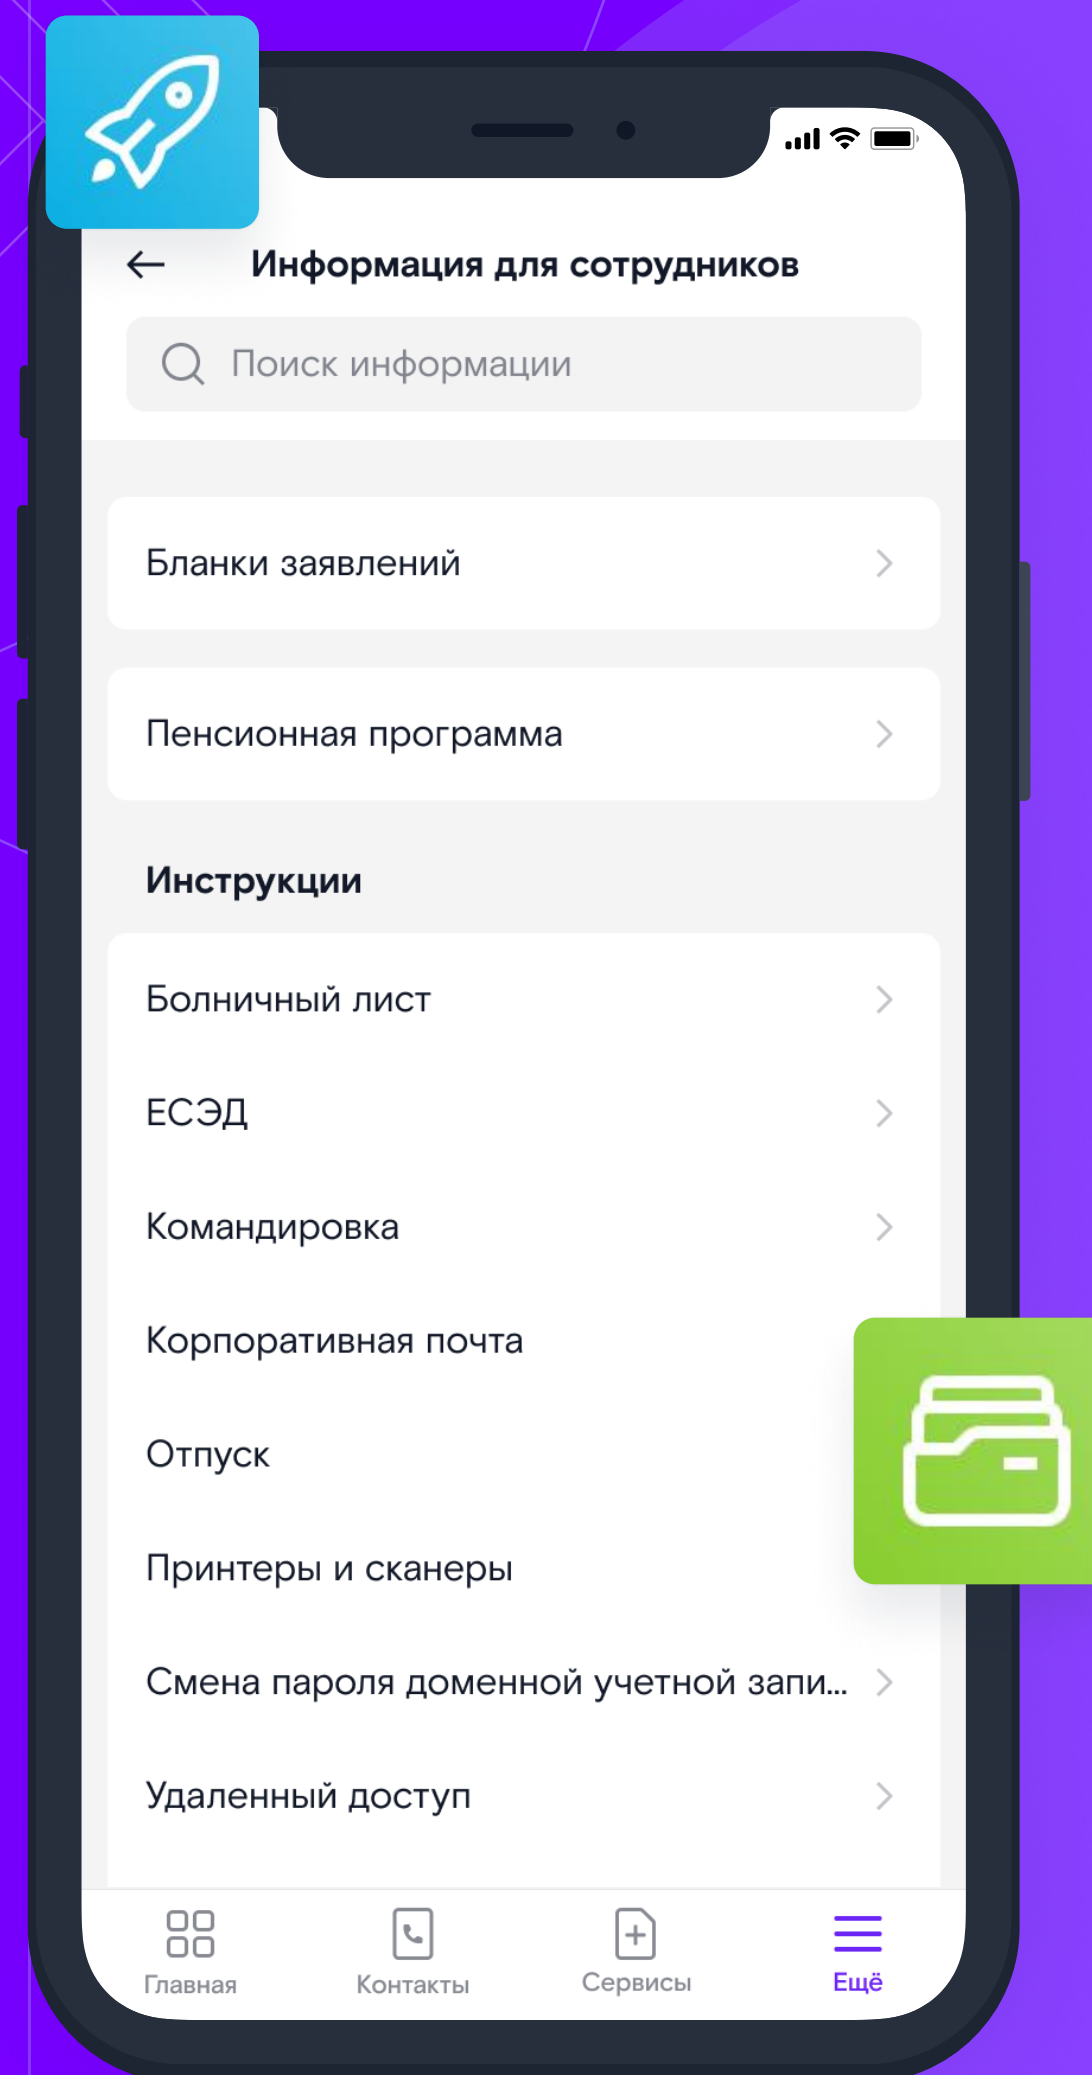 Информация для сотрудников
Поиск информации
Бланки заявлений
Пенсионная программа
Инструкции
Болничный лист
ЕСЭД
Командировка
Корпоративная почта
Отпуск
Принтеры и сканеры
Смена пароля доменной учетной запи...
Удаленный доступ
Главная
Контакты
Сервисы
Ещё